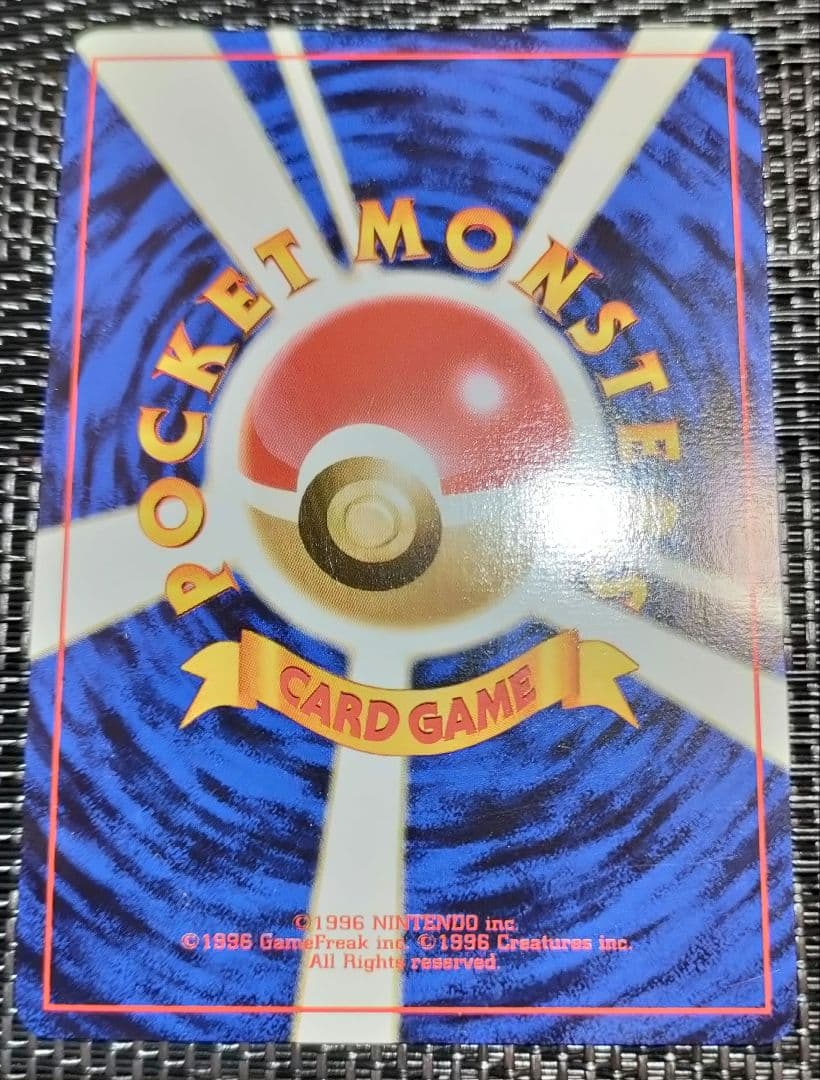 POCKET MONSTERS
CARD GAME
©1996 NINTENDO inc.
©1996 GameFreak inc. ©1996 Creatures inc.
All Rights reserved.